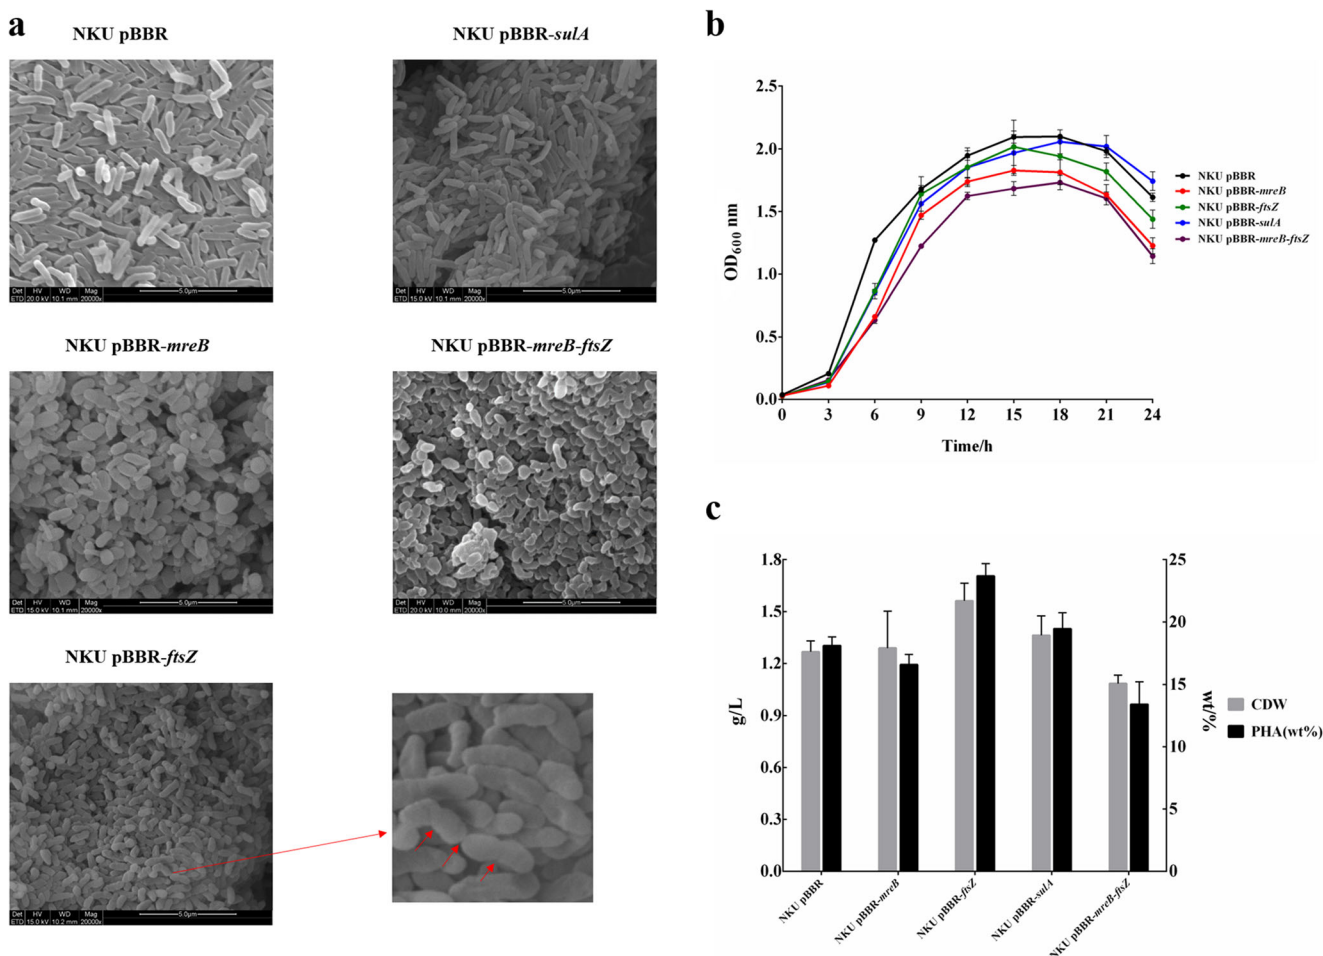 a
NKU pBBR
NKU pBBR-sulA
Det HV WD Mag 5.0µm
ETD 20.0 kV 10.1 mm 20000x
Det HV WD Mag 5.0µm
ETD 15.0 kV 10.1 mm 20000x
NKU pBBR-mreB
NKU pBBR-mreB-ftsZ
Det HV WD Mag 5.0µm
ETD 15.0 kV 10.1 mm 20000x
Det HV WD Mag 5.0µm
ETD 20.0 kV 10.0 mm 20000x
NKU pBBR-ftsZ
Det HV WD Mag 5.0µm
ETD 15.0 kV 10.2 mm 20000x
b
2.5
2.0
1.5
1.0
0.5
0.0
OD600 nm
0 3 6 9 12 15 18 21 24
Time/h
NKU pBBR
NKU pBBR-mreB
NKU pBBR-ftsZ
NKU pBBR-sulA
NKU pBBR-mreB-ftsZ
c
1.8
1.5
1.2
0.9
0.6
0.3
0.0
g/L
25
20
15
10
5
0
wt/%
CDW
PHA(wt%)
NKU pBBR
NKU pBBR-mreB
NKU pBBR-ftsZ
NKU pBBR-sulA
NKU pBBR-mreB-ftsZ